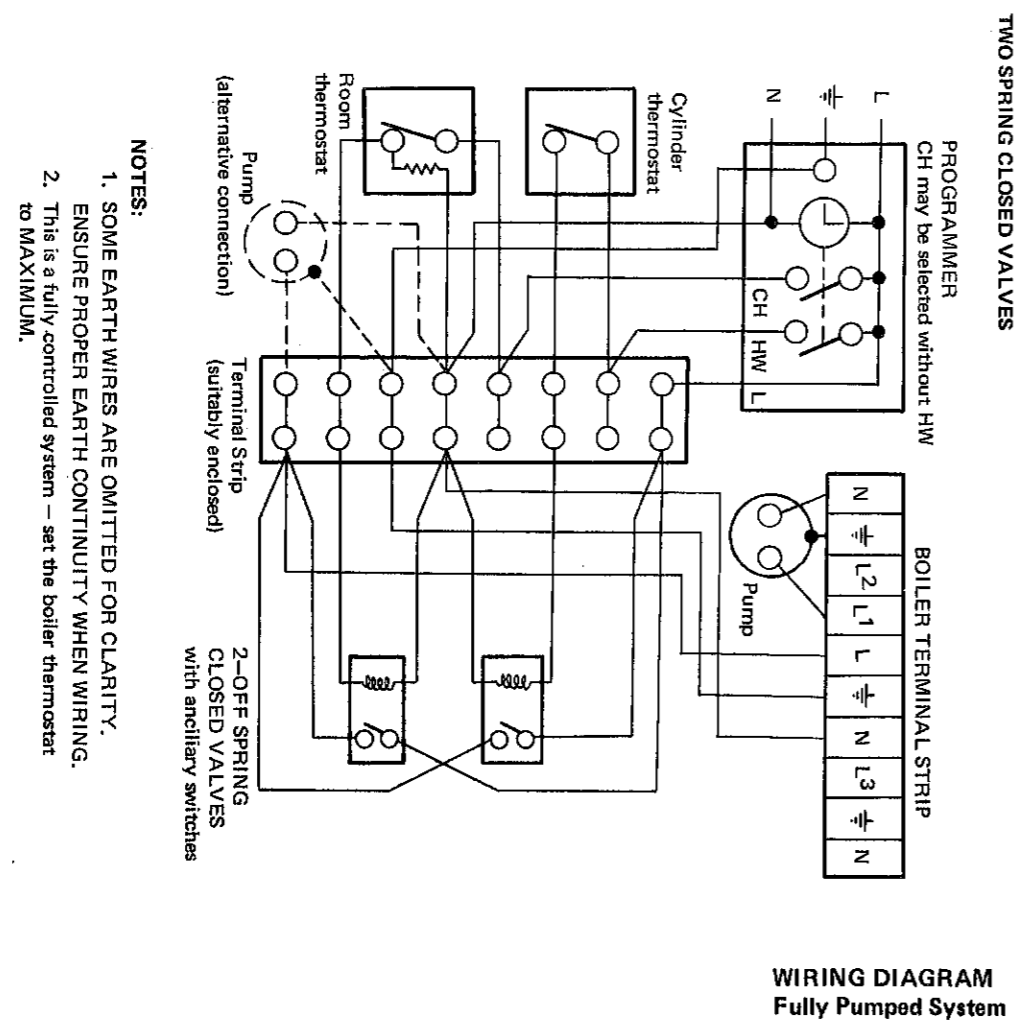 TWO SPRING CLOSED VALVES
PROGRAMMER
CH may be selected without HW
L
N
CH
HW
L
Cylinder
thermostat
Room
thermostat
Pump
(alternative connection)
Terminal Strip
(suitably enclosed)
BOILER TERMINAL STRIP
N
L2
L1
L
N
L3
N
Pump
2—OFF SPRING
CLOSED VALVES
with anciliary switches
NOTES:
1. SOME EARTH WIRES ARE OMITTED FOR CLARITY.
ENSURE PROPER EARTH CONTINUITY WHEN WIRING.
2. This is a fully controlled system — set the boiler thermostat
to MAXIMUM.
WIRING DIAGRAM
Fully Pumped System